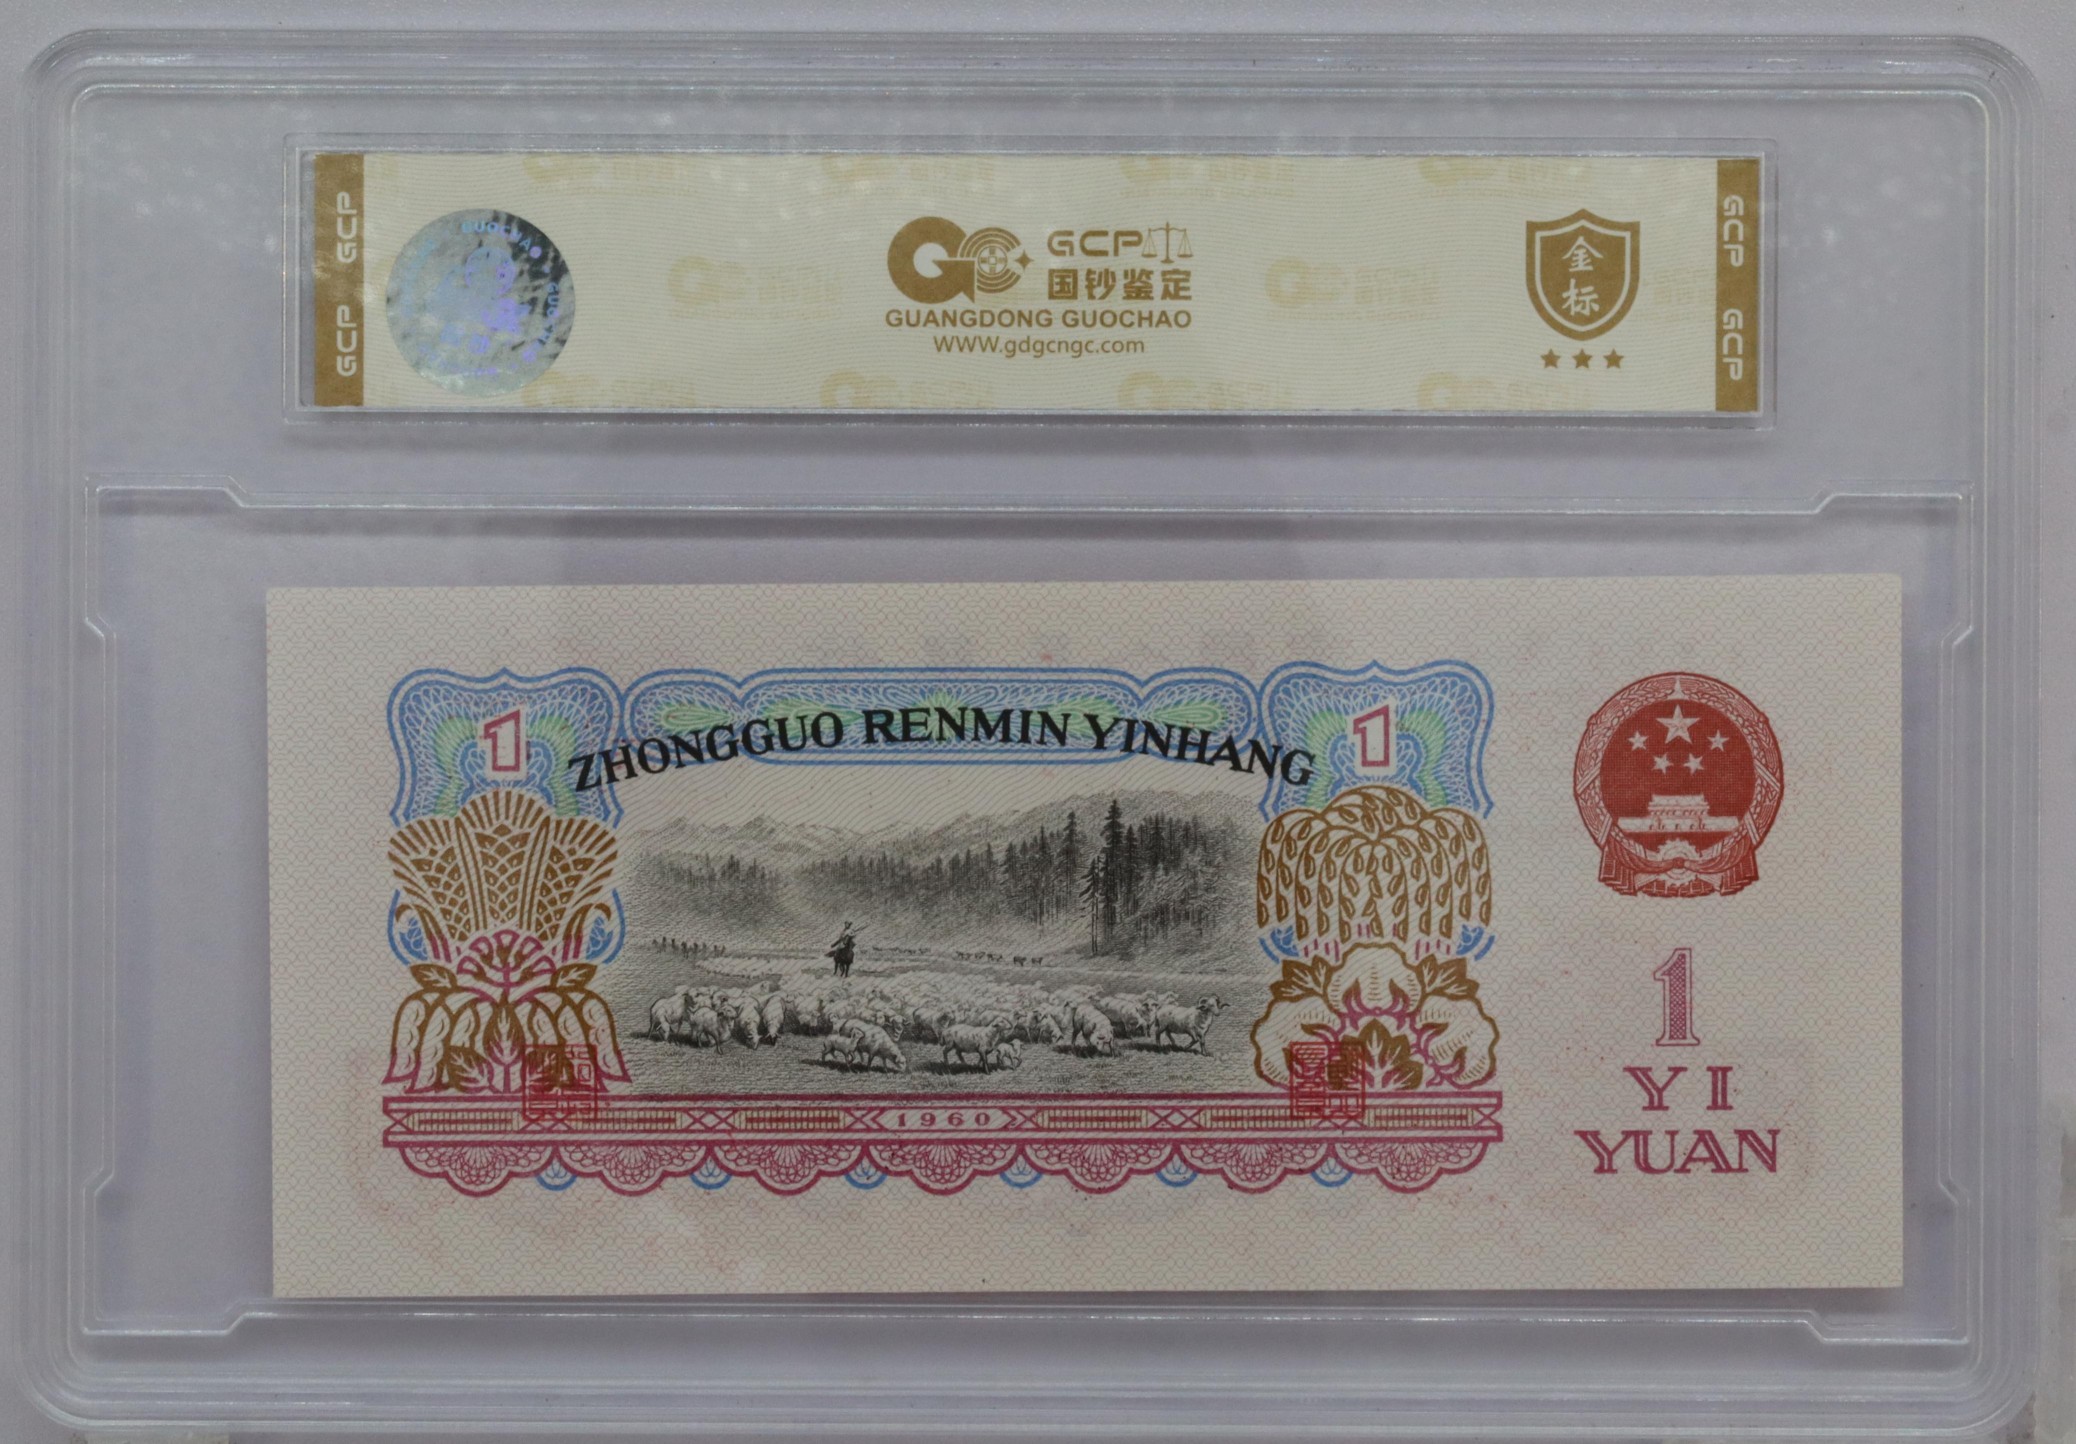 GCP GCP
GUOCHAO
GCP
国钞鉴定
GUANGDONG GUOCHAO
WWW.gdgcngc.com
金标
GCP GCP
1
ZHONGGUO RENMIN YINHANG
1
1960
1
YI
YUAN